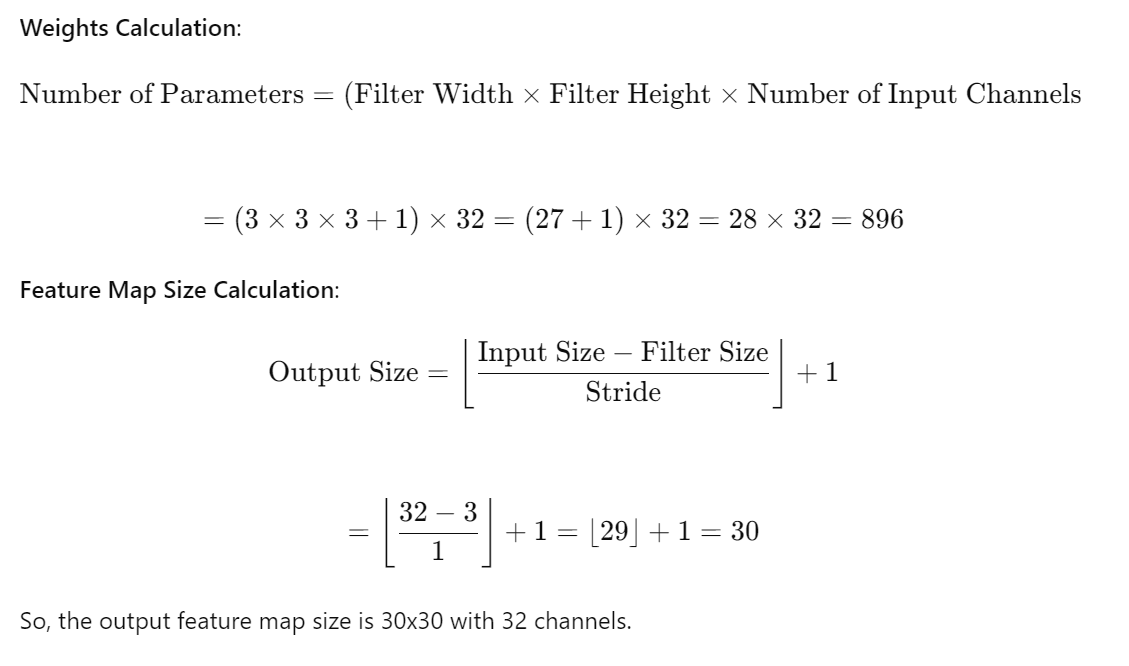 Weights Calculation:
Number of Parameters = (Filter Width × Filter Height × Number of Input Channels
= (3 × 3 × 3 + 1) × 32 = (27 + 1) × 32 = 28 × 32 = 896
Feature Map Size Calculation:
Output Size = ⌊(Input Size − Filter Size)/Stride⌋ + 1
= ⌊(32 − 3)/1⌋ + 1 = ⌊29⌋ + 1 = 30
So, the output feature map size is 30x30 with 32 channels.